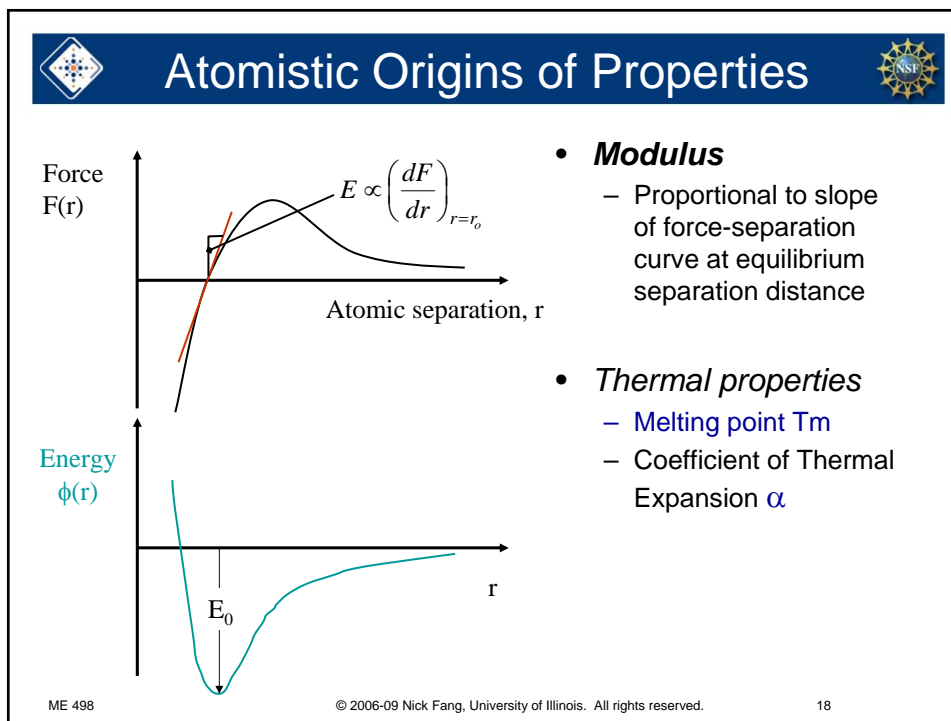 Atomistic Origins of Properties
NSF
Force
F(r)
E ∝ (dF/dr)r=ro
Atomic separation, r
Energy
ϕ(r)
E0
r
• Modulus
– Proportional to slope
of force-separation
curve at equilibrium
separation distance
• Thermal properties
– Melting point Tm
– Coefficient of Thermal
Expansion α
ME 498
© 2006-09 Nick Fang, University of Illinois. All rights reserved.
18